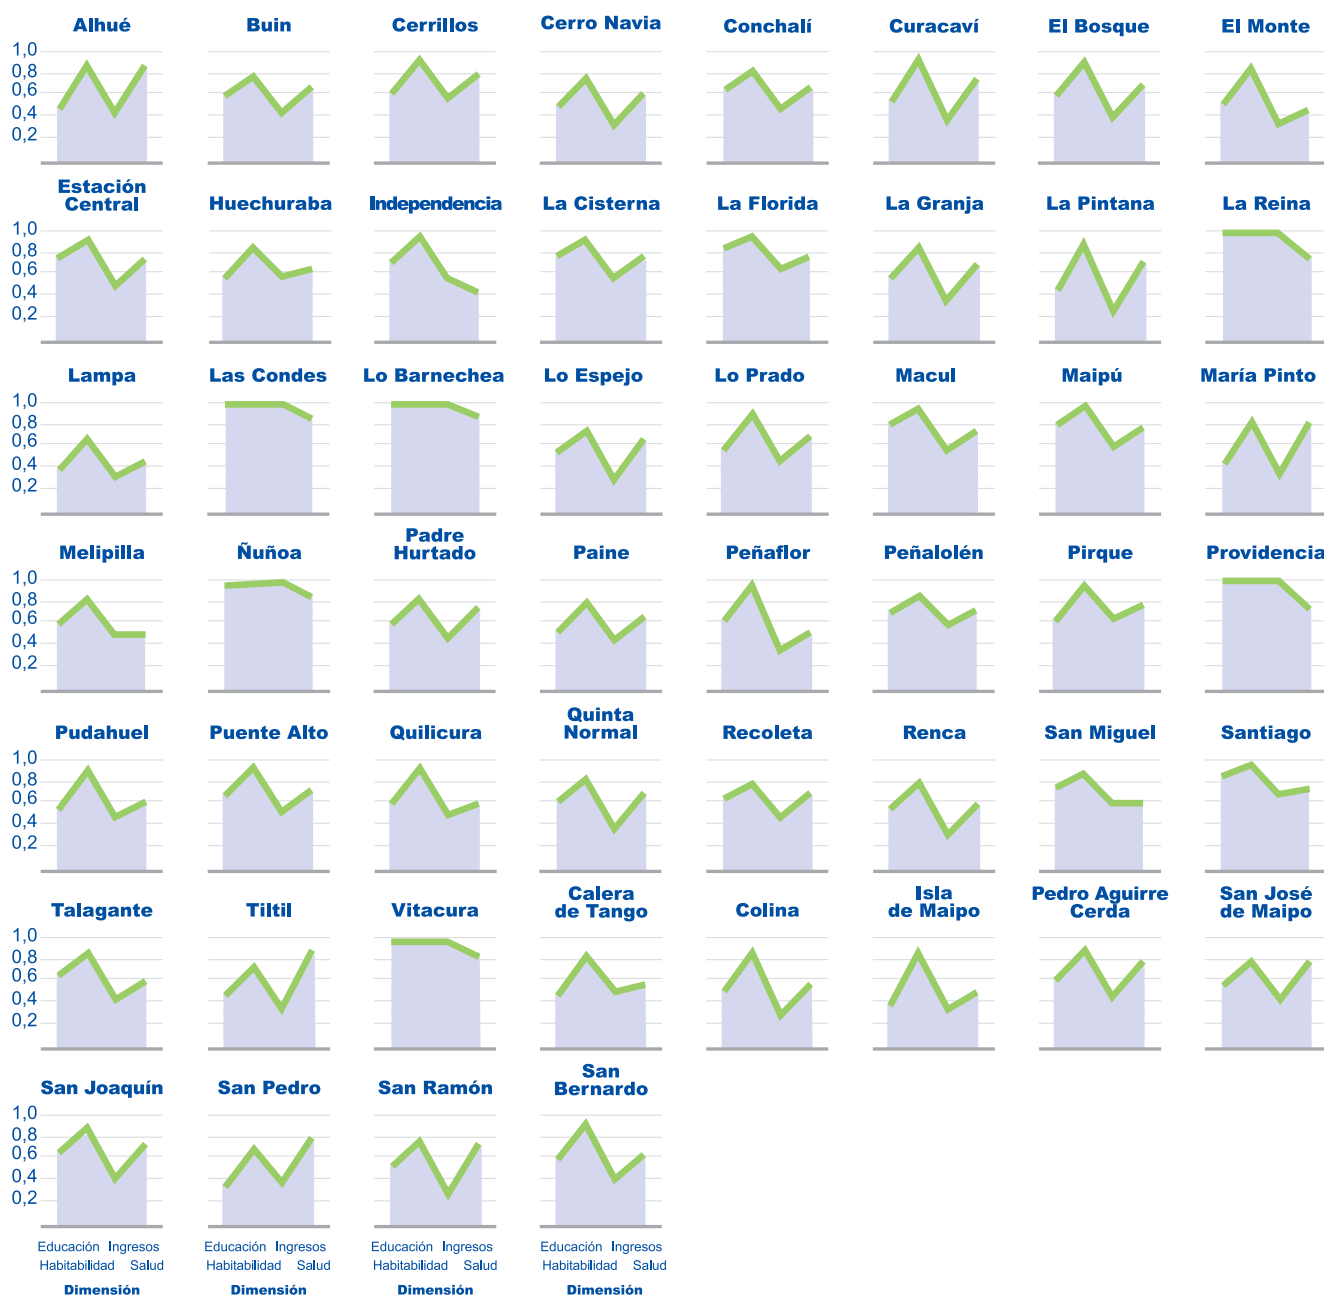 Alhué
Buin
Cerrillos
Cerro Navia
Conchalí
Curacaví
El Bosque
El Monte
1,0
0,8
0,6
0,4
0,2
Estación
Central
Huechuraba
Independencia
La Cisterna
La Florida
La Granja
La Pintana
La Reina
1,0
0,8
0,6
0,4
0,2
Lampa
Las Condes
Lo Barnechea
Lo Espejo
Lo Prado
Macul
Maipú
María Pinto
1,0
0,8
0,6
0,4
0,2
Melipilla
Ñuñoa
Padre
Hurtado
Paine
Peñaflor
Peñalolén
Pirque
Providencia
1,0
0,8
0,6
0,4
0,2
Pudahuel
Puente Alto
Quilicura
Quinta
Normal
Recoleta
Renca
San Miguel
Santiago
1,0
0,8
0,6
0,4
0,2
Talagante
Tiltil
Vitacura
Calera
de Tango
Colina
Isla
de Maipo
Pedro Aguirre
Cerda
San José
de Maipo
1,0
0,8
0,6
0,4
0,2
San Joaquín
San Pedro
San Ramón
San
Bernardo
1,0
0,8
0,6
0,4
0,2
Educación Ingresos
Habitabilidad Salud
Dimensión
Educación Ingresos
Habitabilidad Salud
Dimensión
Educación Ingresos
Habitabilidad Salud
Dimensión
Educación Ingresos
Habitabilidad Salud
Dimensión